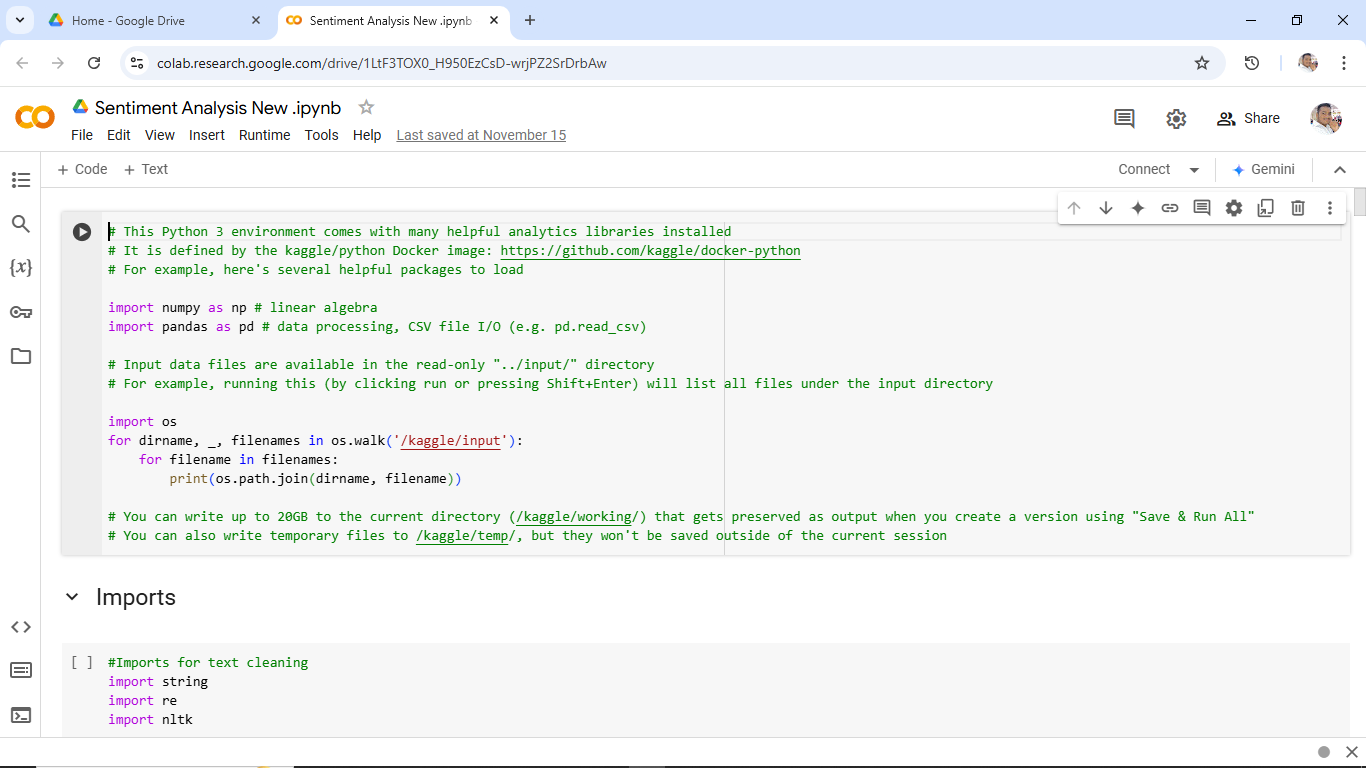 Home - Google Drive
Sentiment Analysis New .ipynb
colab.research.google.com/drive/1LtF3TOX0_H950EzCsD-wrjPZ2SrDrbAw
Sentiment Analysis New .ipynb
File Edit View Insert Runtime Tools Help Last saved at November 15
Share
+ Code + Text
Connect
Gemini
# This Python 3 environment comes with many helpful analytics libraries installed
# It is defined by the kaggle/python Docker image: https://github.com/kaggle/docker-python
# For example, here's several helpful packages to load
import numpy as np # linear algebra
import pandas as pd # data processing, CSV file I/O (e.g. pd.read_csv)
# Input data files are available in the read-only "../input/" directory
# For example, running this (by clicking run or pressing Shift+Enter) will list all files under the input directory
import os
for dirname, _, filenames in os.walk('/kaggle/input'):
    for filename in filenames:
        print(os.path.join(dirname, filename))
# You can write up to 20GB to the current directory (/kaggle/working/) that gets preserved as output when you create a version using "Save & Run All"
# You can also write temporary files to /kaggle/temp/, but they won't be saved outside of the current session
Imports
[ ] #Imports for text cleaning
import string
import re
import nltk